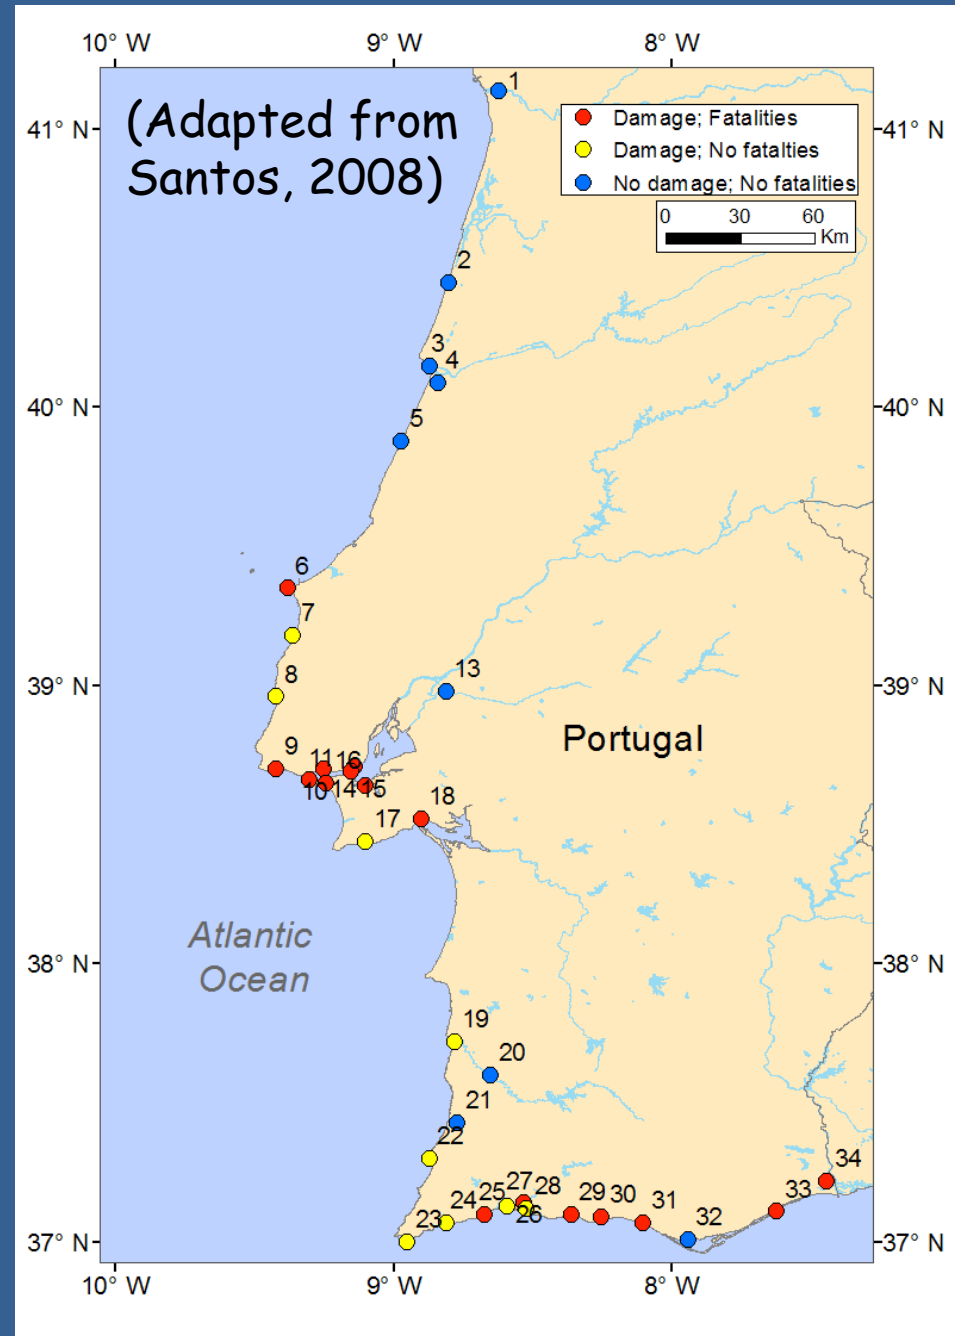 10° W 9° W 8° W
(Adapted from
Santos, 2008)
Damage; Fatalities
Damage; No fatalties
No damage; No fatalities
0 30 60
Km
41° N 41° N
40° N 40° N
39° N 39° N
38° N 38° N
37° N 37° N
1
2
3
4
5
6
7
8
13
Portugal
9
11
16
10
14
15
18
17
Atlantic
Ocean
19
20
21
22
34
27
28
33
24
25
29
30
31
23
26
32
10° W 9° W 8° W